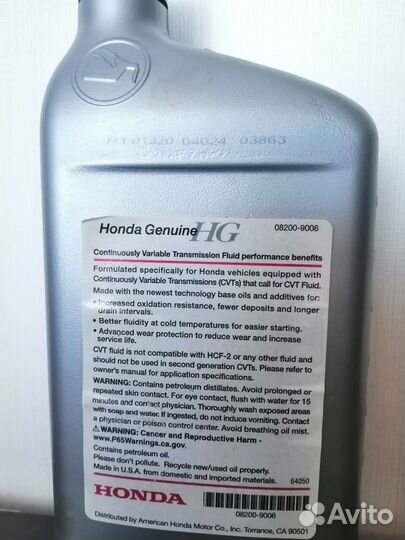 P1 01320 64024 03863
Honda Genuine HG 08200-9006
Continuously Variable Transmission Fluid performance benefits
Formulated specifically for Honda vehicles equipped with
Continuously Variable Transmissions (CVTs) that call for CVT Fluid.
Made with the newest technology base oils and additives for:
• Increased oxidation resistance, fewer deposits and longer
drain intervals.
• Better fluidity at cold temperatures for easier starting.
• Advanced wear protection to reduce wear and increase
service life.
CVT fluid is not compatible with HCF-2 or any other fluid and
should not be used in second generation CVTs. Please refer to
owner's manual for application specifications.
WARNING: Contains petroleum distillates. Avoid prolonged or
repeated skin contact. For eye contact, flush with water for 15
minutes and contact physician. Thoroughly wash exposed areas
with soap and water. If ingested, do not induce vomiting. Contact
a physician or poison control center. Avoid breathing oil mist.
⚠WARNING: Cancer and Reproductive Harm -
www.P65Warnings.ca.gov.
Contains petroleum oil.
Please don't pollute. Recycle new/used oil properly.
Made in U.S.A. from domestic and imported materials. 64050
HONDA
08200-9006
Distributed by American Honda Motor Co., Inc. Torrance, CA 90501
Avito